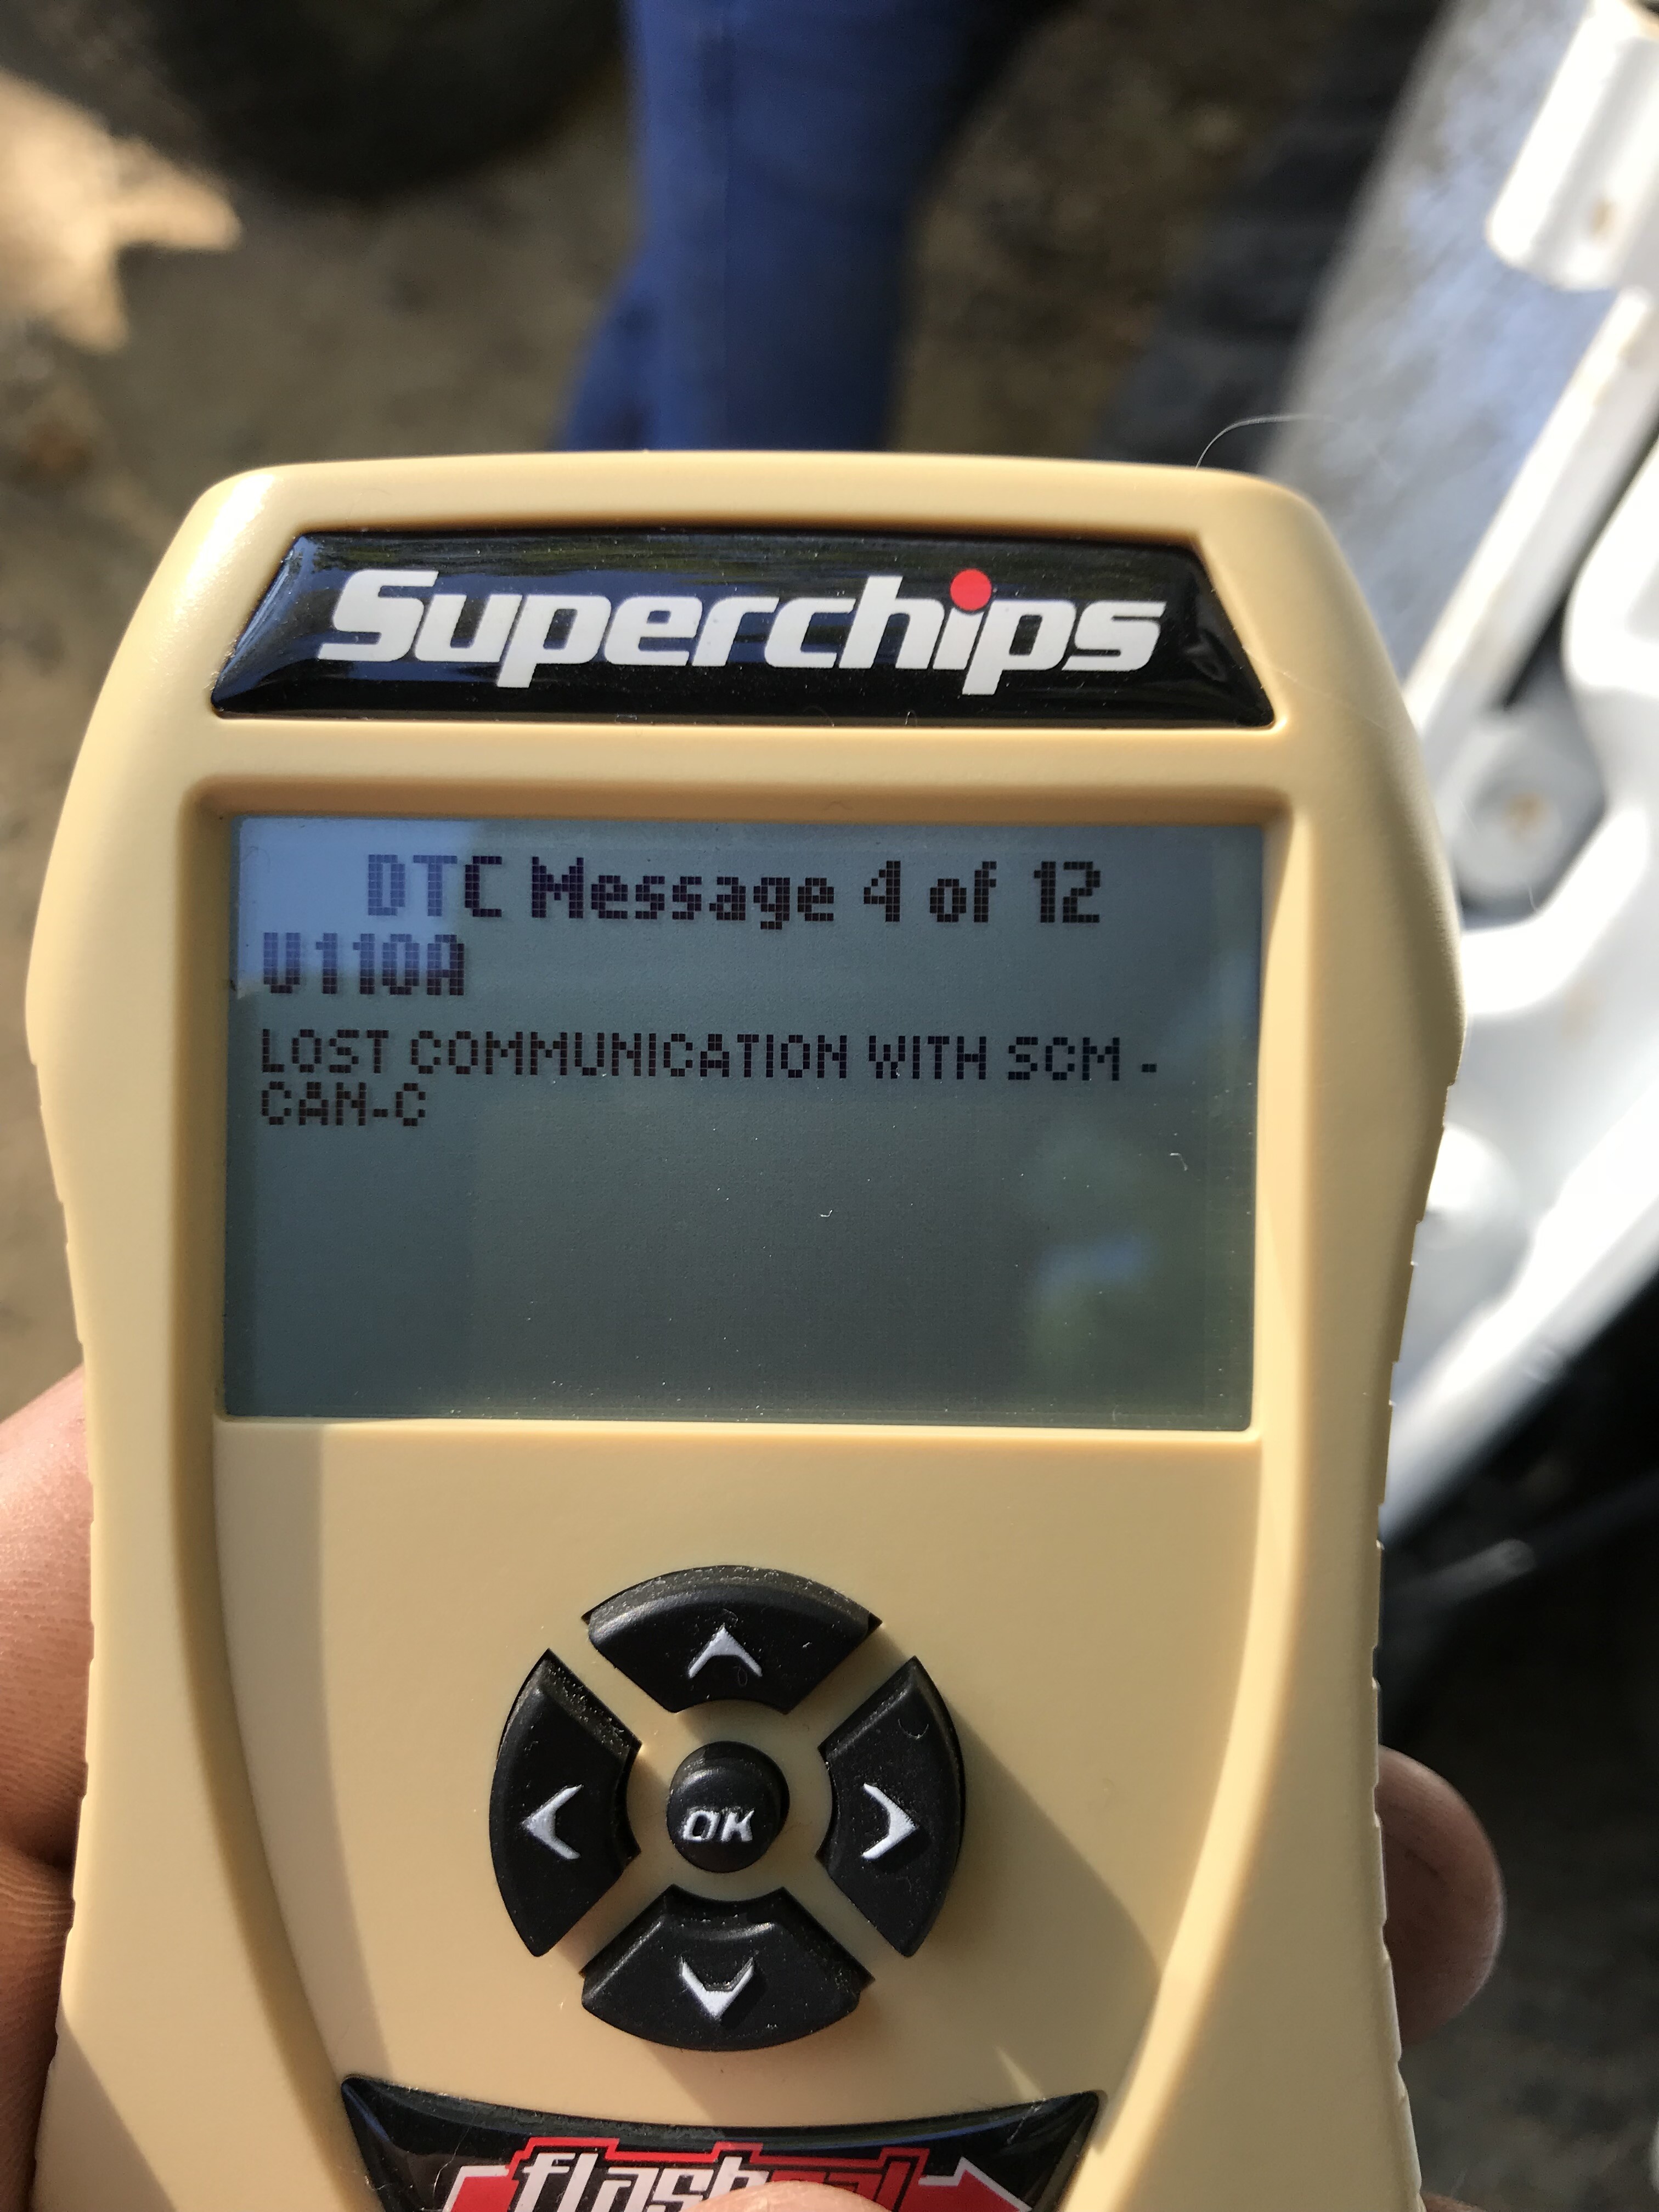 Superchips
DTC Message 4 of 12
U110A
LOST COMMUNICATION WITH SCM -
CAN-C
OK